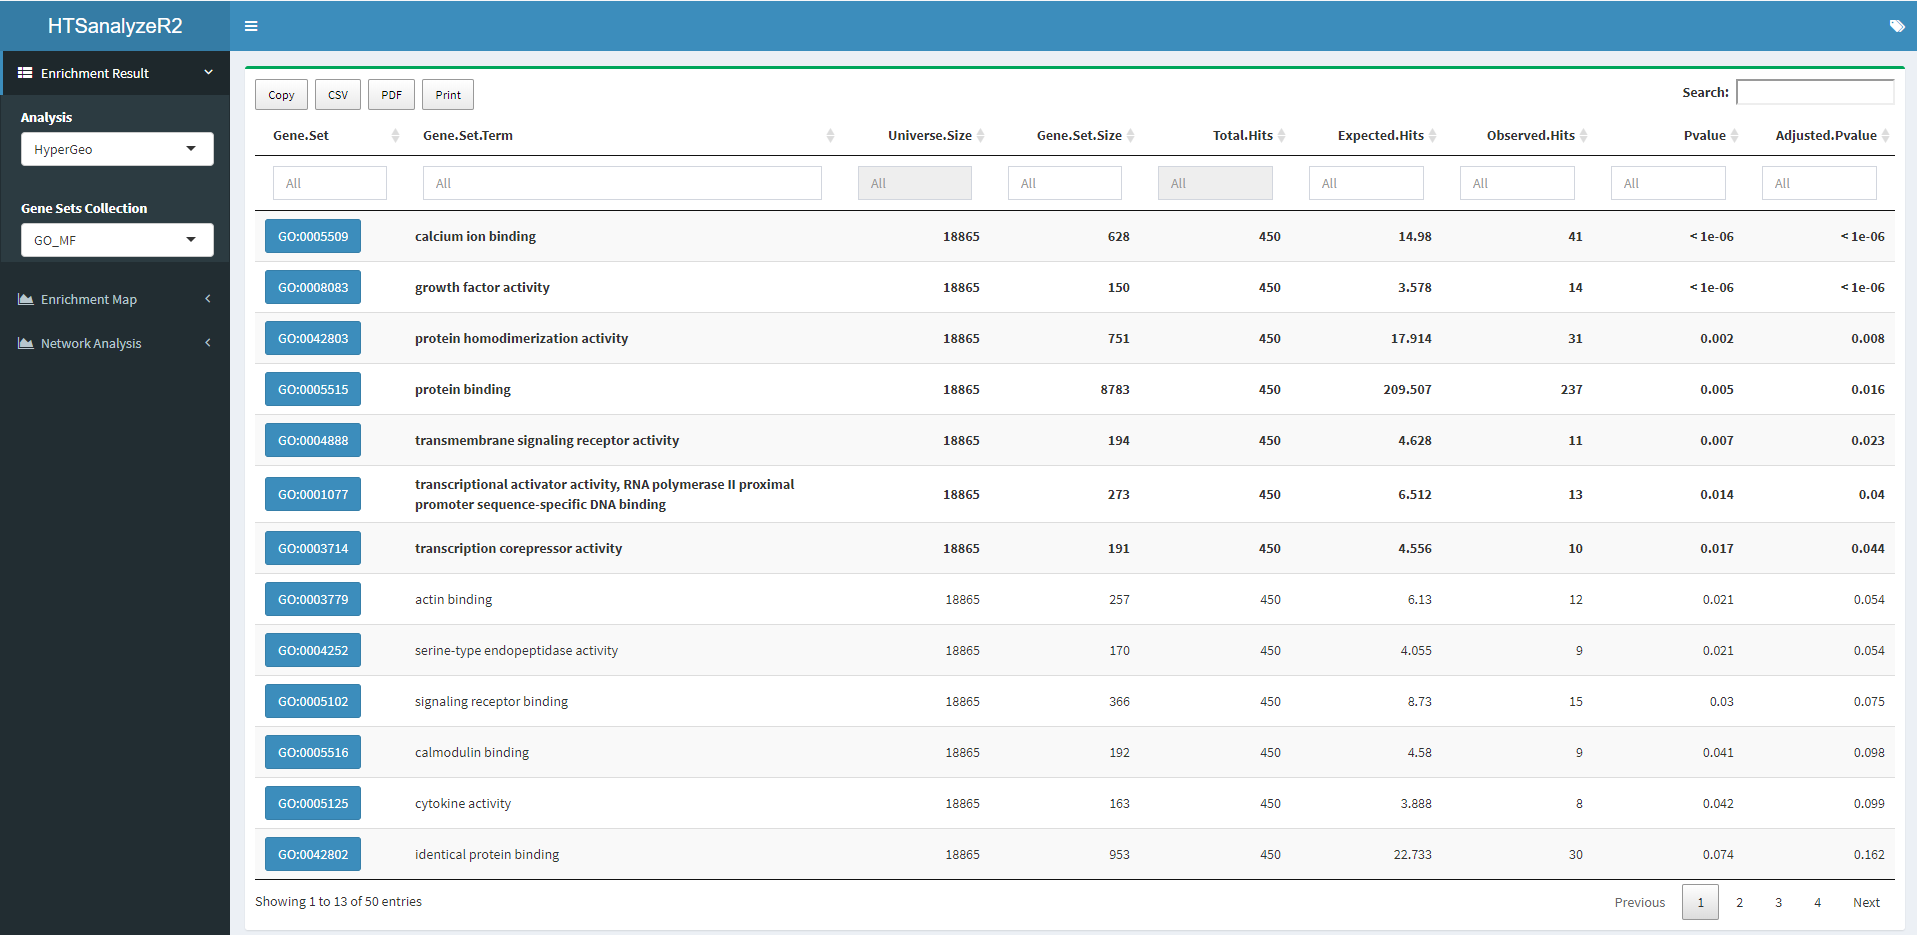 HTSanalyzeR2
Enrichment Result
Analysis
HyperGeo
Gene Sets Collection
GO_MF
Enrichment Map
Network Analysis
Copy CSV PDF Print Search:
Gene.Set Gene.Set.Term Universe.Size Gene.Set.Size Total.Hits Expected.Hits Observed.Hits Pvalue Adjusted.Pvalue
All All All All All All All All All
GO:0005509 calcium ion binding 18865 628 450 14.98 41 < 1e-06 < 1e-06
GO:0008083 growth factor activity 18865 150 450 3.578 14 < 1e-06 < 1e-06
GO:0042803 protein homodimerization activity 18865 751 450 17.914 31 0.002 0.008
GO:0005515 protein binding 18865 8783 450 209.507 237 0.005 0.016
GO:0004888 transmembrane signaling receptor activity 18865 194 450 4.628 11 0.007 0.023
GO:0001077 transcriptional activator activity, RNA polymerase II proximal
promoter sequence-specific DNA binding 18865 273 450 6.512 13 0.014 0.04
GO:0003714 transcription corepressor activity 18865 191 450 4.556 10 0.017 0.044
GO:0003779 actin binding 18865 257 450 6.13 12 0.021 0.054
GO:0004252 serine-type endopeptidase activity 18865 170 450 4.055 9 0.021 0.054
GO:0005102 signaling receptor binding 18865 366 450 8.73 15 0.03 0.075
GO:0005516 calmodulin binding 18865 192 450 4.58 9 0.041 0.098
GO:0005125 cytokine activity 18865 163 450 3.888 8 0.042 0.099
GO:0042802 identical protein binding 18865 953 450 22.733 30 0.074 0.162
Showing 1 to 13 of 50 entries Previous 1 2 3 4 Next